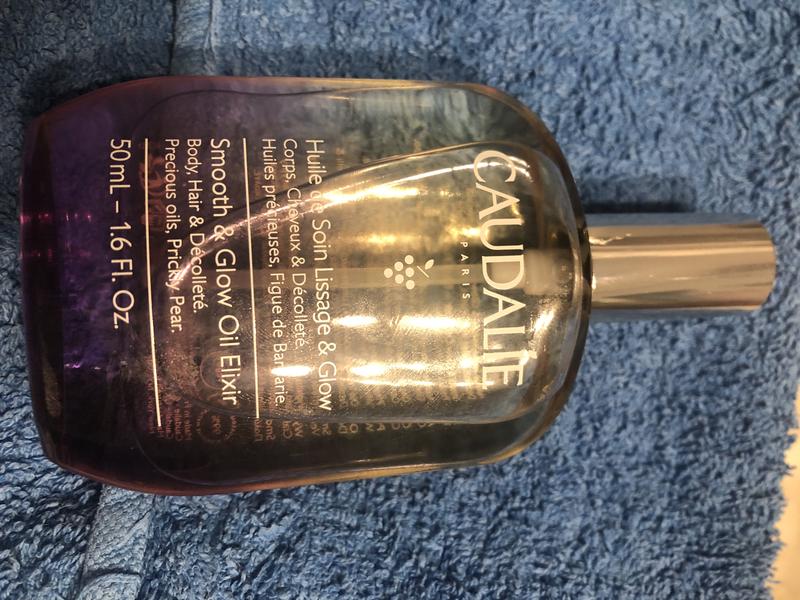 CAUDALÍE
PARIS
Huile de Soin Lissage & Glow
Corps, Cheveux & Décolleté.
Huiles précieuses, Figue de Barbarie.
Smooth & Glow Oil Elixir
Body, Hair & Décolleté.
Precious oils, Prickly Pear.
50mL – 1.6 Fl. Oz.